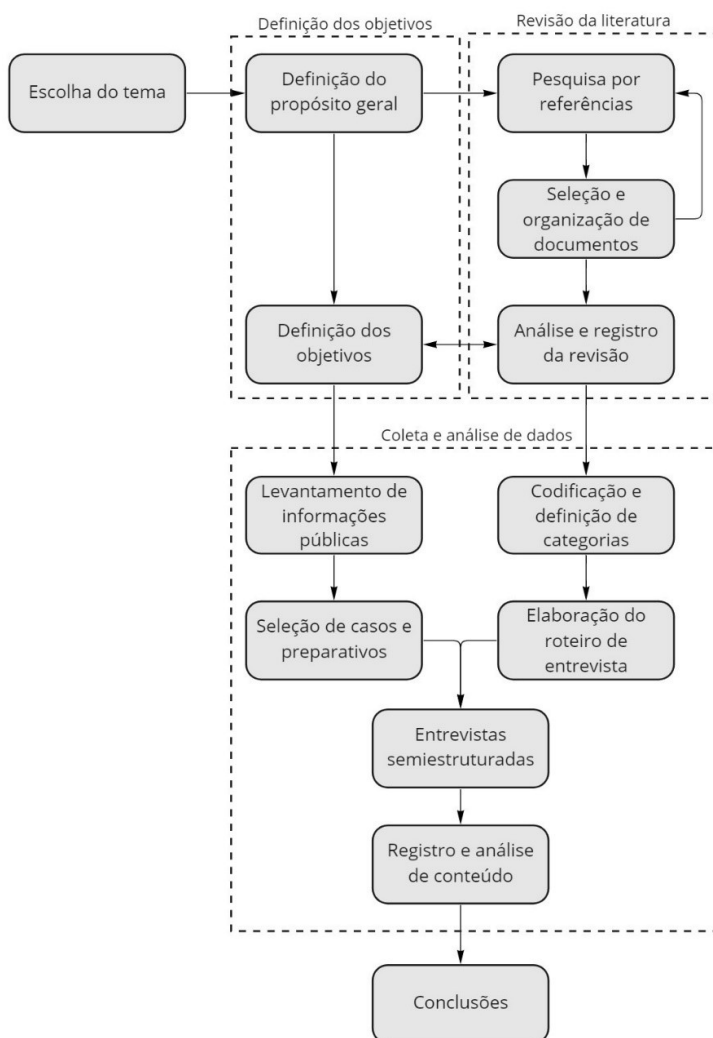 Definição dos objetivos
Revisão da literatura
Escolha do tema
Definição do
propósito geral
Pesquisa por
referências
Seleção e
organização de
documentos
Definição dos
objetivos
Análise e registro
da revisão
Coleta e análise de dados
Levantamento de
informações
públicas
Codificação e
definição de
categorias
Seleção de casos e
preparativos
Elaboração do
roteiro de
entrevista
Entrevistas
semiestruturadas
Registro e análise
de conteúdo
Conclusões